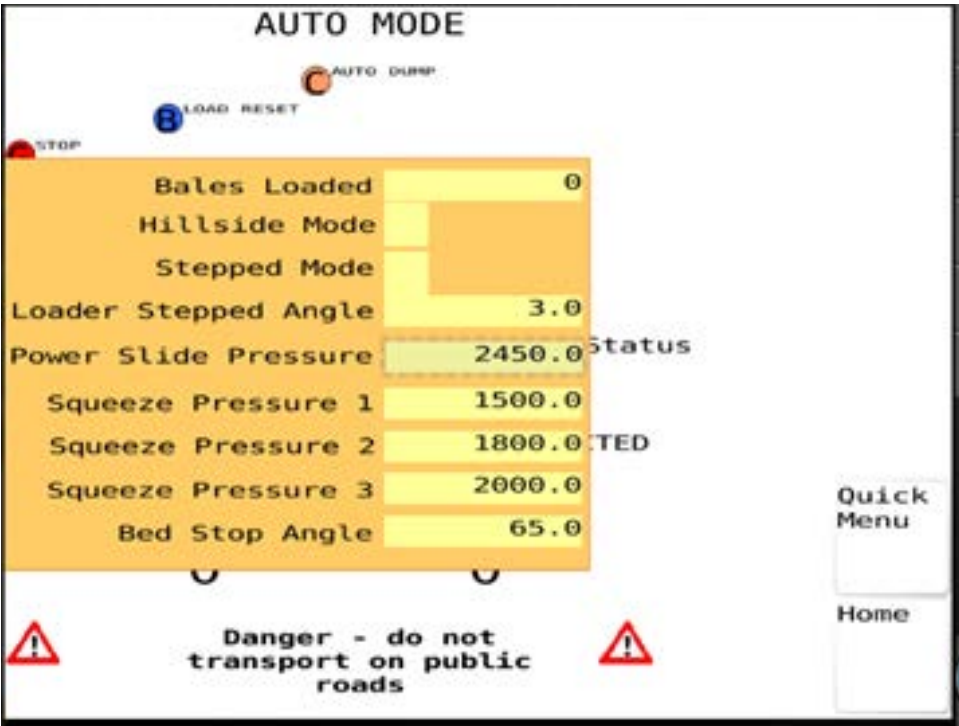 AUTO MODE
C AUTO DUMP
B LOAD RESET
STOP
Bales Loaded 0
Hillside Mode
Stepped Mode
Loader Stepped Angle 3.0
Power Slide Pressure 2450.0 Status
Squeeze Pressure 1 1500.0
Squeeze Pressure 2 1800.0 TED
Squeeze Pressure 3 2000.0
Bed Stop Angle 65.0
Quick
Menu
Home
Danger - do not
transport on public
roads